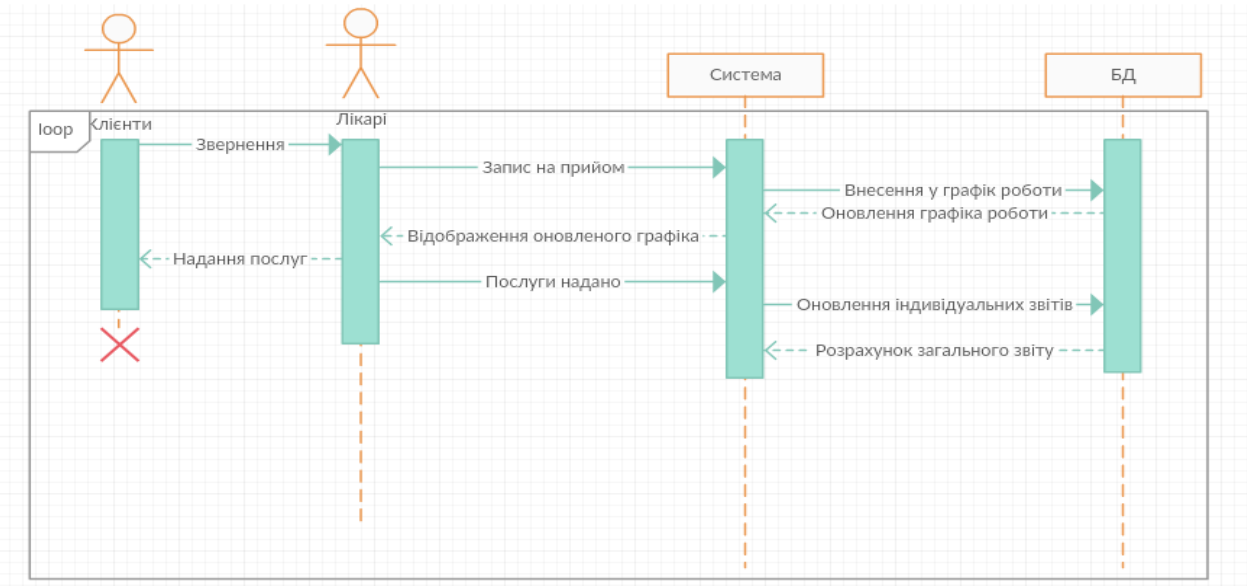 Система
БД
loop
Клієнти
Лікарі
Звернення
Запис на прийом
Внесення у графік роботи
Оновлення графіка роботи
Відображення оновленого графіка
Надання послуг
Послуги надано
Оновлення індивідуальних звітів
Розрахунок загального звіту